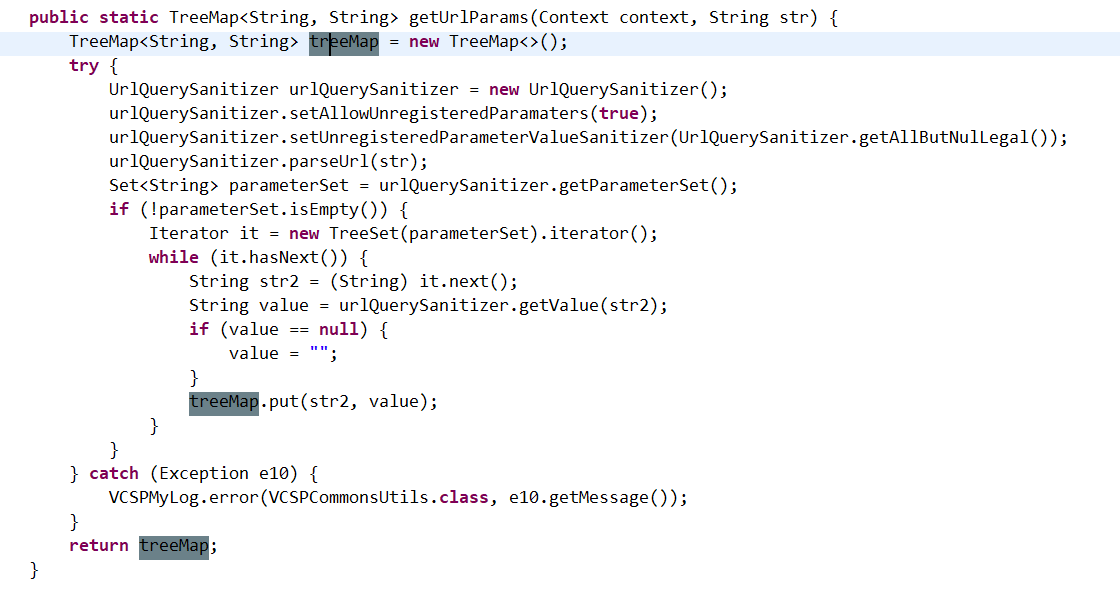 public static TreeMap<String, String> getUrlParams(Context context, String str) {
    TreeMap<String, String> treeMap = new TreeMap<>();
    try {
        UrlQuerySanitizer urlQuerySanitizer = new UrlQuerySanitizer();
        urlQuerySanitizer.setAllowUnregisteredParamaters(true);
        urlQuerySanitizer.setUnregisteredParameterValueSanitizer(UrlQuerySanitizer.getAllButNulLegal());
        urlQuerySanitizer.parseUrl(str);
        Set<String> parameterSet = urlQuerySanitizer.getParameterSet();
        if (!parameterSet.isEmpty()) {
            Iterator it = new TreeSet(parameterSet).iterator();
            while (it.hasNext()) {
                String str2 = (String) it.next();
                String value = urlQuerySanitizer.getValue(str2);
                if (value == null) {
                    value = "";
                }
                treeMap.put(str2, value);
            }
        }
    } catch (Exception e10) {
        VCSPMyLog.error(VCSPCommonsUtils.class, e10.getMessage());
    }
    return treeMap;
}